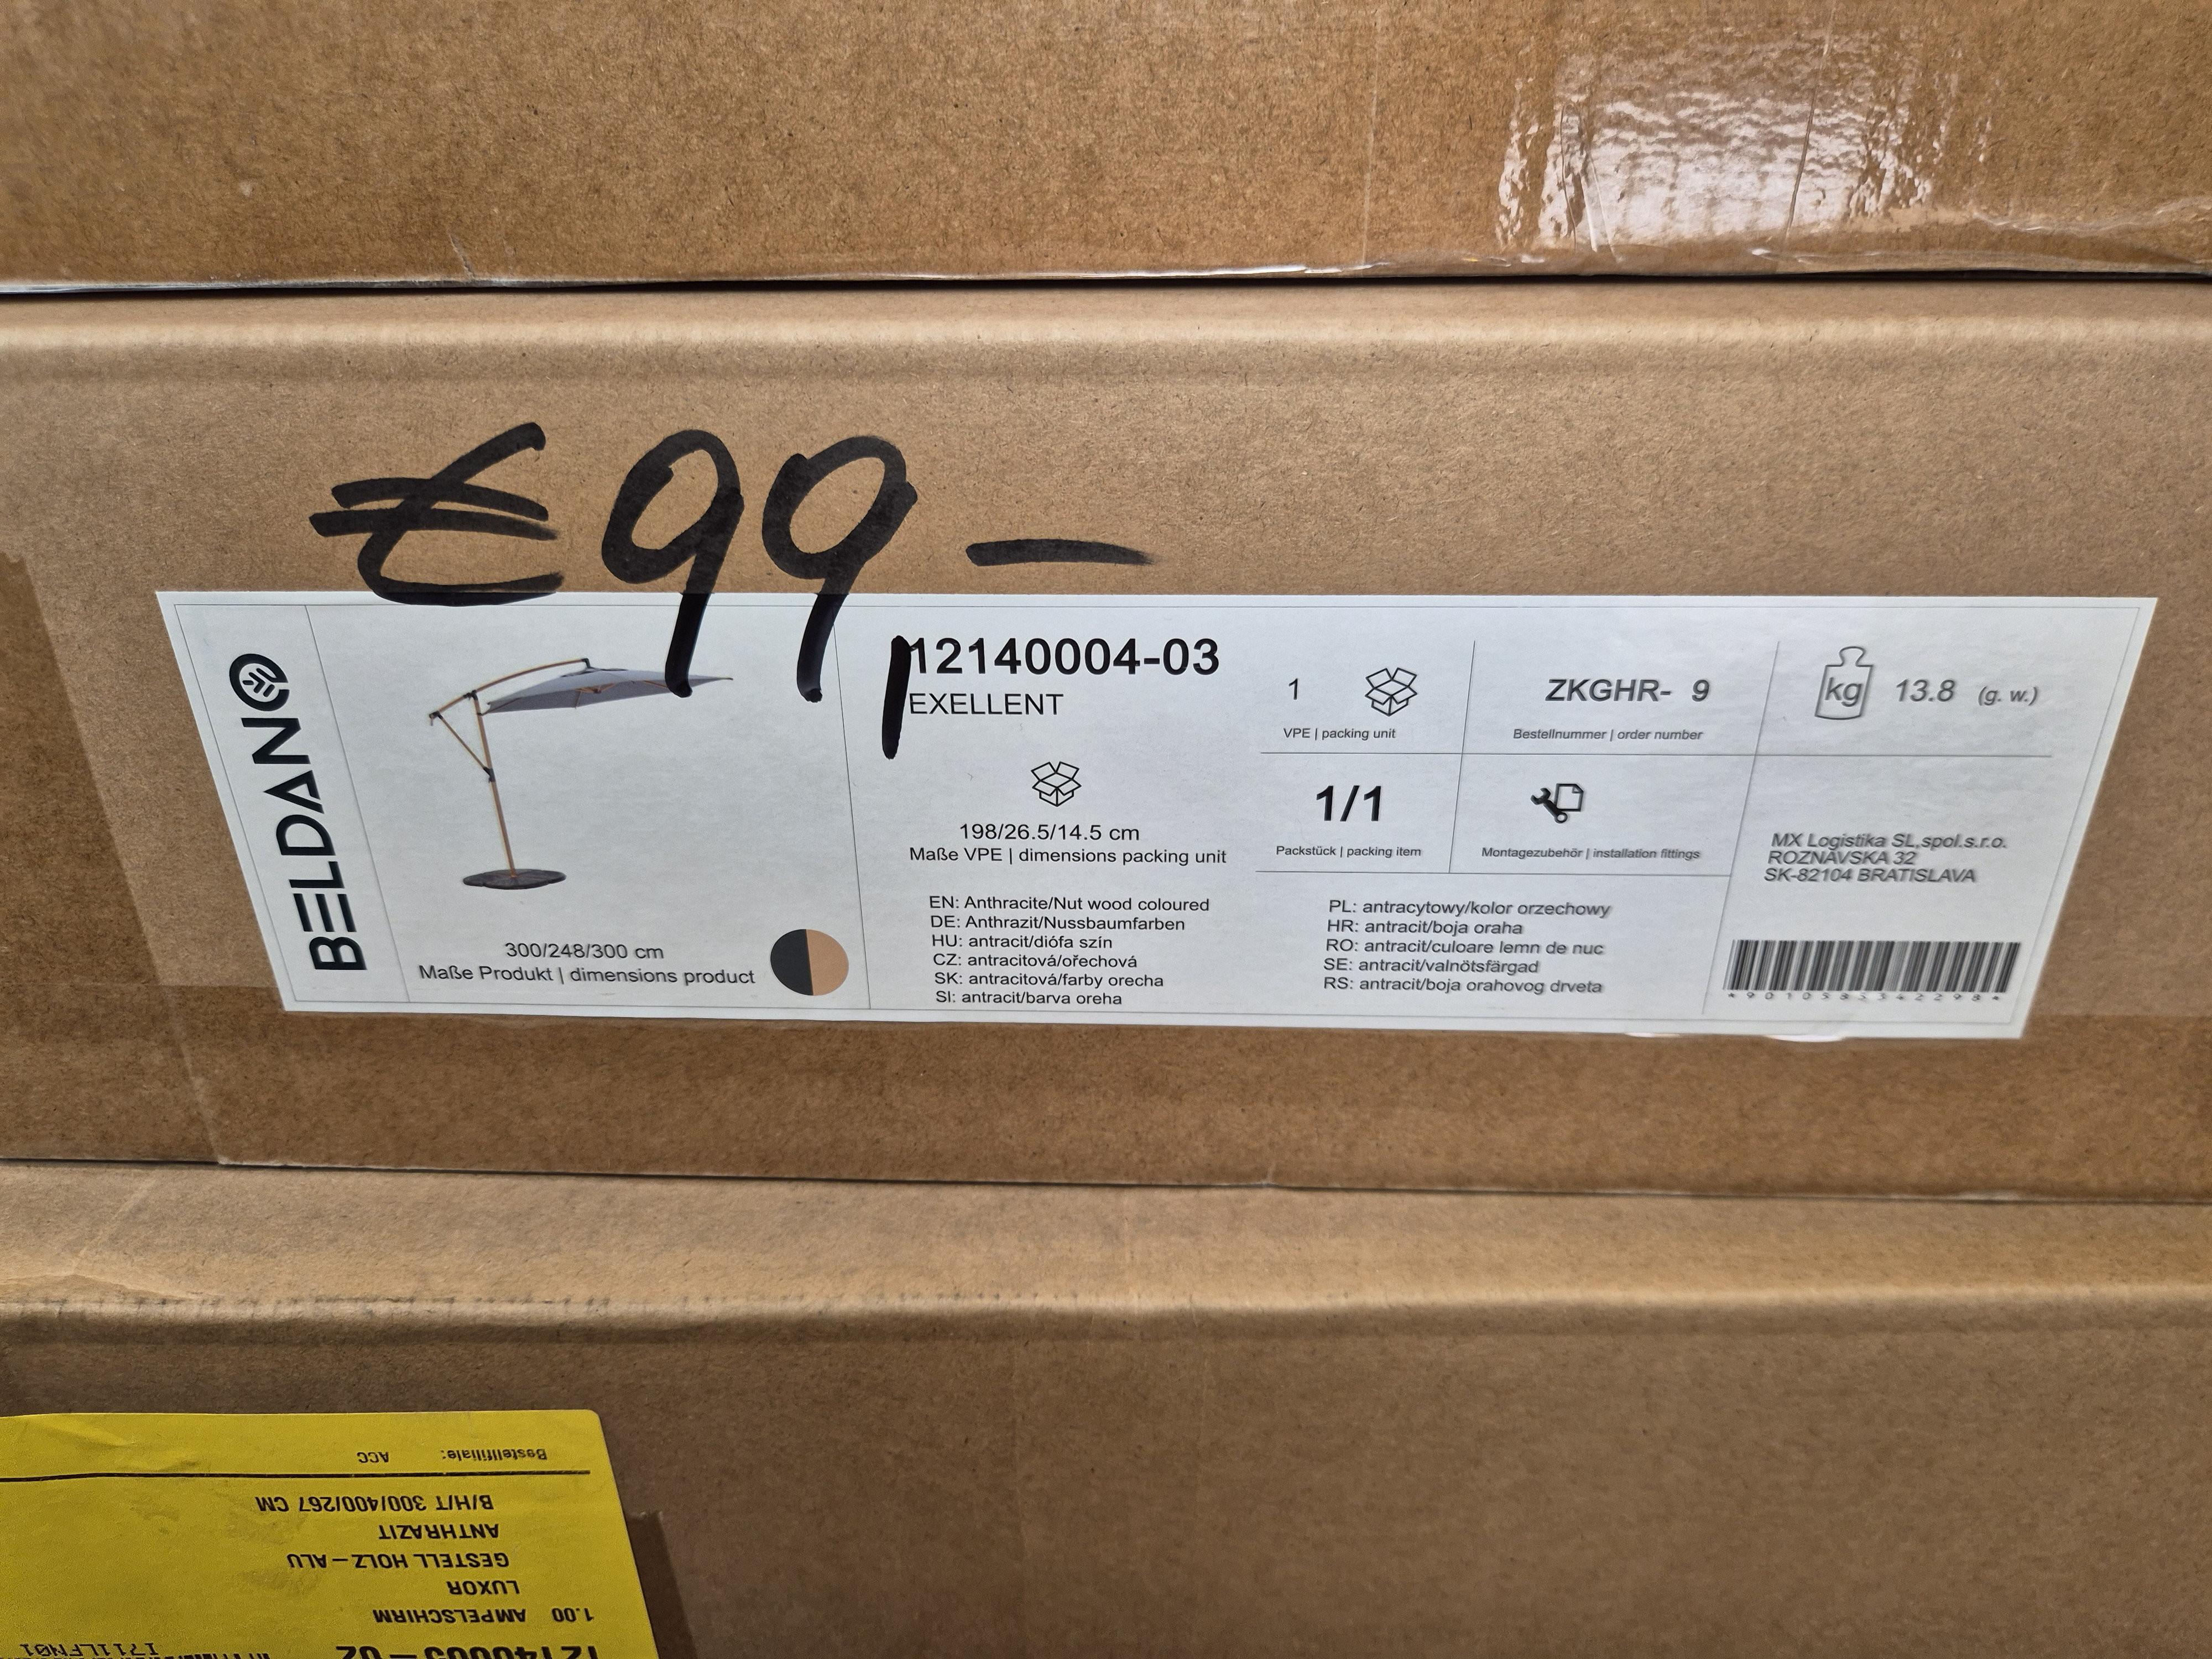 € 99 –
BELDANO
300/248/300 cm
Maße Produkt | dimensions product
12140004-03
EXELLENT
198/26.5/14.5 cm
Maße VPE | dimensions packing unit
EN: Anthracite/Nut wood coloured
DE: Anthrazit/Nussbaumfarben
HU: antracit/diófa szín
CZ: antracitová/ořechová
SK: antracitová/farby orecha
SI: antracit/barva oreha
1
VPE | packing unit
ZKGHR- 9
Bestellnummer | order number
kg 13.8 (g. w.)
1/1
Packstück | packing item
Montagezubehör | installation fittings
PL: antracytowy/kolor orzechowy
HR: antracit/boja oraha
RO: antracit/culoare lemn de nuc
SE: antracit/valnötsfärgad
RS: antracit/boja orahovog drveta
MX Logistika SL,spol.s.r.o.
ROZNAVSKA 32
SK-82104 BRATISLAVA
1.00 AMPELSCHIRM
LUXOR
GESTELL HOLZ-ALU
ANTHRAZIT
B/H/T 300/400/267 CM
Bestellfiliale: ACC